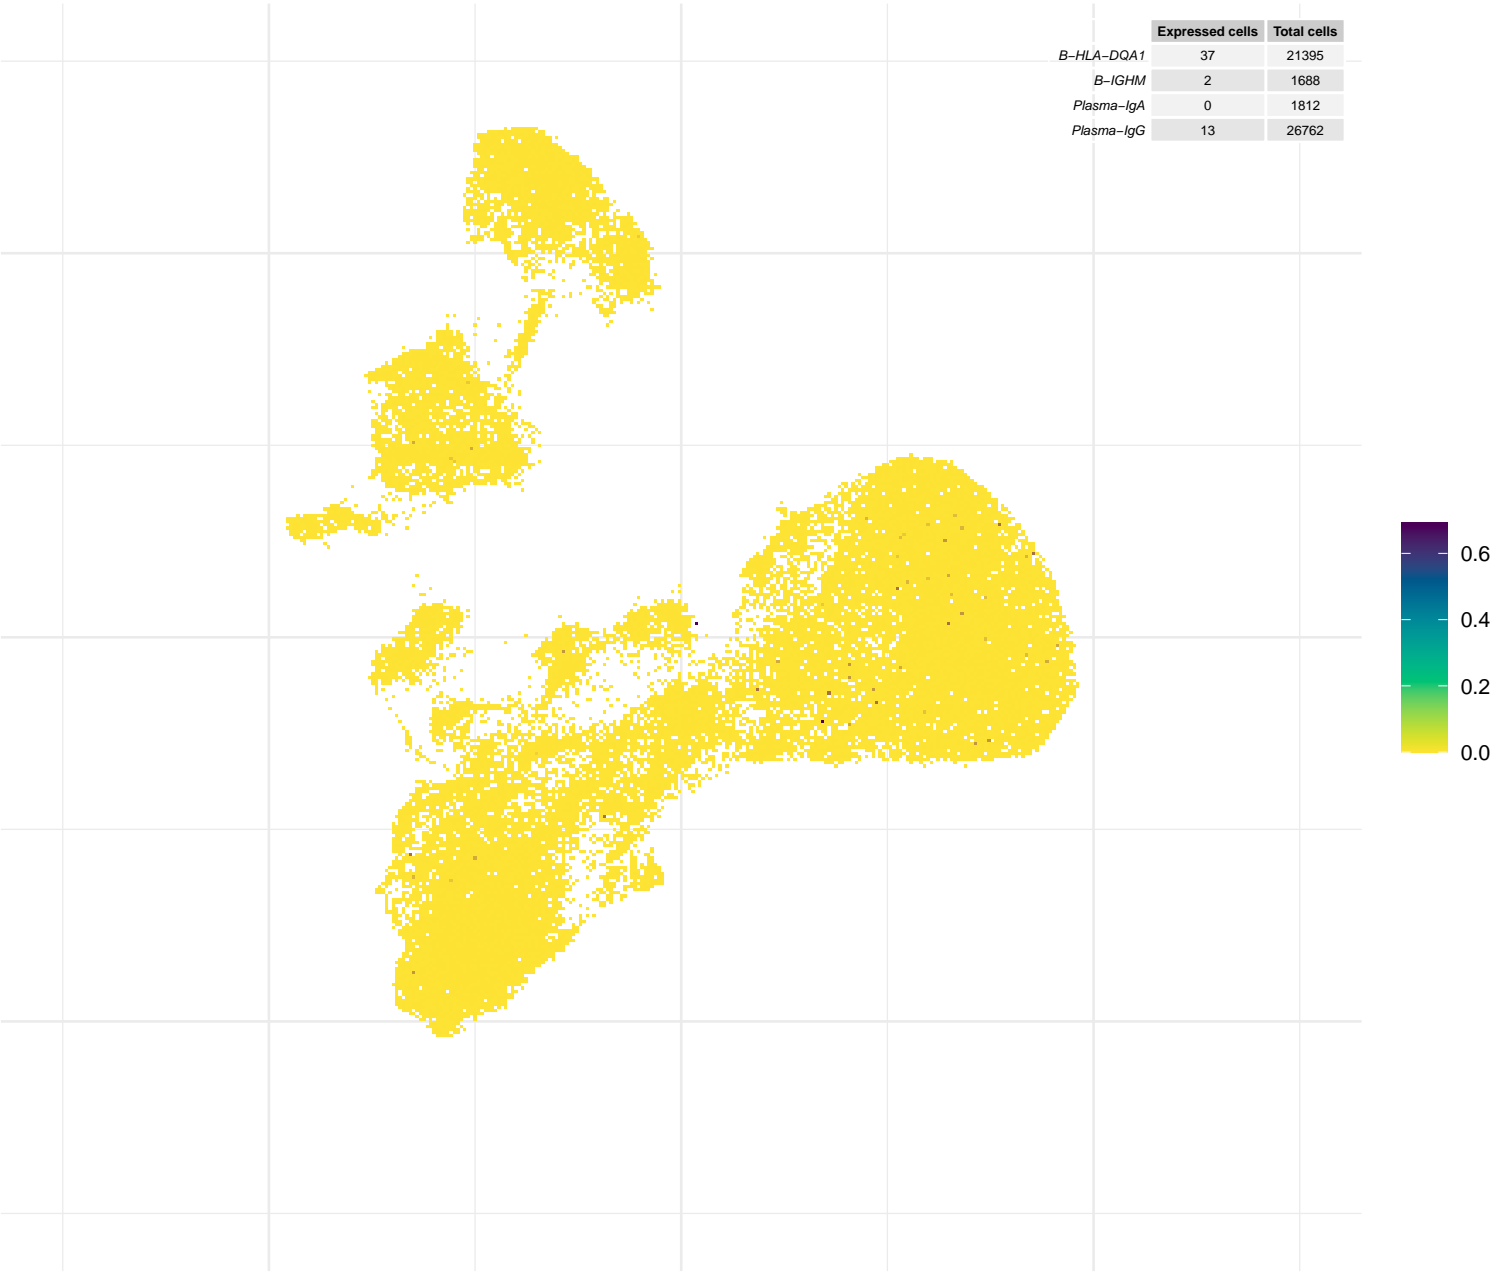 Expressed cells Total cells
B−HLA−DQA1 37 21395
B−IGHM 2 1688
Plasma−IgA 0 1812
Plasma−IgG 13 26762
0.6
0.4
0.2
0.0